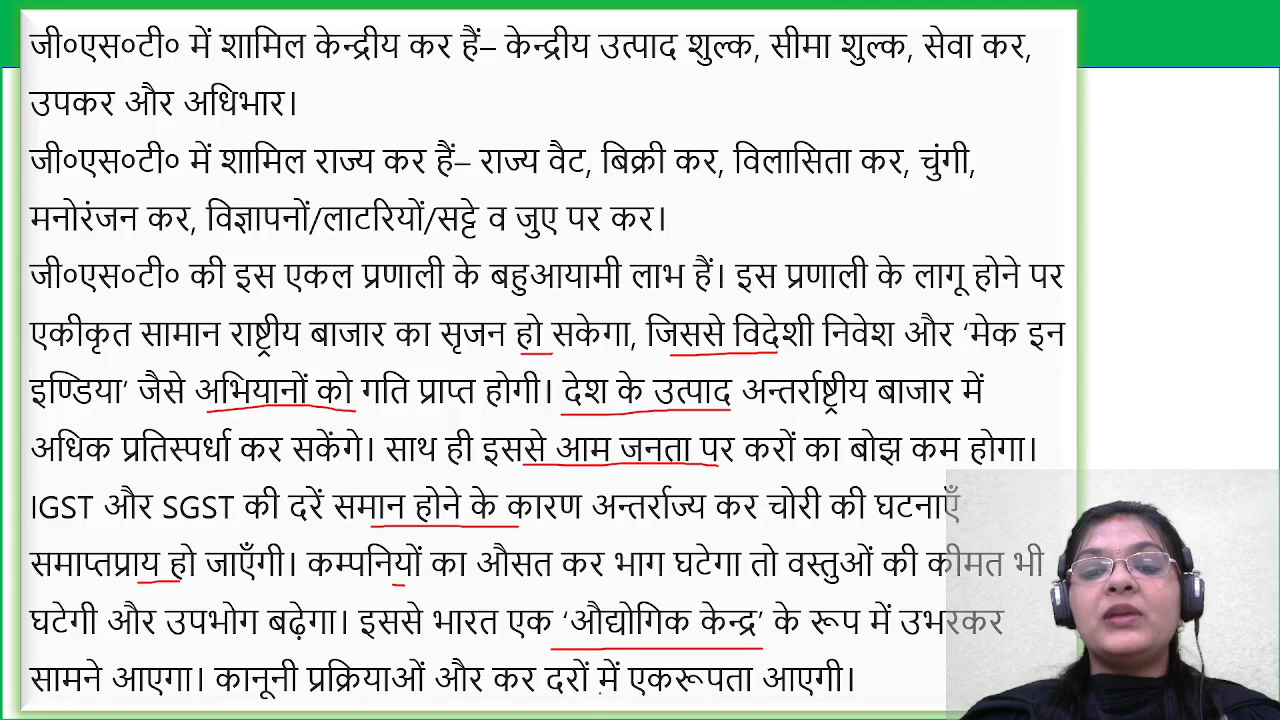 जी०एस०टी० में शामिल केन्द्रीय कर हैं– केन्द्रीय उत्पाद शुल्क, सीमा शुल्क, सेवा कर,
उपकर और अधिभार।
जी०एस०टी० में शामिल राज्य कर हैं– राज्य वैट, बिक्री कर, विलासिता कर, चुंगी,
मनोरंजन कर, विज्ञापनों/लाटरियों/सट्टे व जुए पर कर।
जी०एस०टी० की इस एकल प्रणाली के बहुआयामी लाभ हैं। इस प्रणाली के लागू होने पर
एकीकृत सामान राष्ट्रीय बाजार का सृजन हो सकेगा, जिससे विदेशी निवेश और ‘मेक इन
इण्डिया’ जैसे अभियानों को गति प्राप्त होगी। देश के उत्पाद अन्तर्राष्ट्रीय बाजार में
अधिक प्रतिस्पर्धा कर सकेंगे। साथ ही इससे आम जनता पर करों का बोझ कम होगा।
IGST और SGST की दरें समान होने के कारण अन्तर्राज्य कर चोरी की घटनाएँ
समाप्तप्राय हो जाएँगी। कम्पनियों का औसत कर भाग घटेगा तो वस्तुओं की कीमत भी
घटेगी और उपभोग बढ़ेगा। इससे भारत एक ‘औद्योगिक केन्द्र’ के रूप में उभरकर
सामने आएगा। कानूनी प्रक्रियाओं और कर दरों में एकरूपता आएगी।